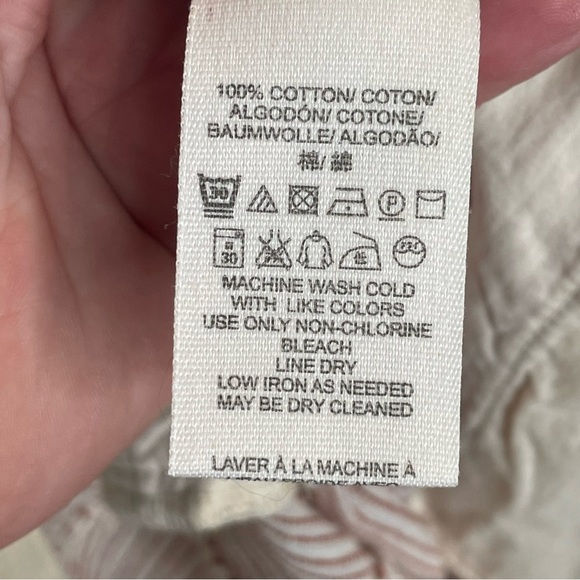 100% COTTON/ COTON/
ALGODÓN/ COTONE/
BAUMWOLLE/ ALGODÃO/
棉/ 綿
30 P
30 低
MACHINE WASH COLD
WITH LIKE COLORS
USE ONLY NON-CHLORINE
BLEACH
LINE DRY
LOW IRON AS NEEDED
MAY BE DRY CLEANED
LAVER À LA MACHINE À